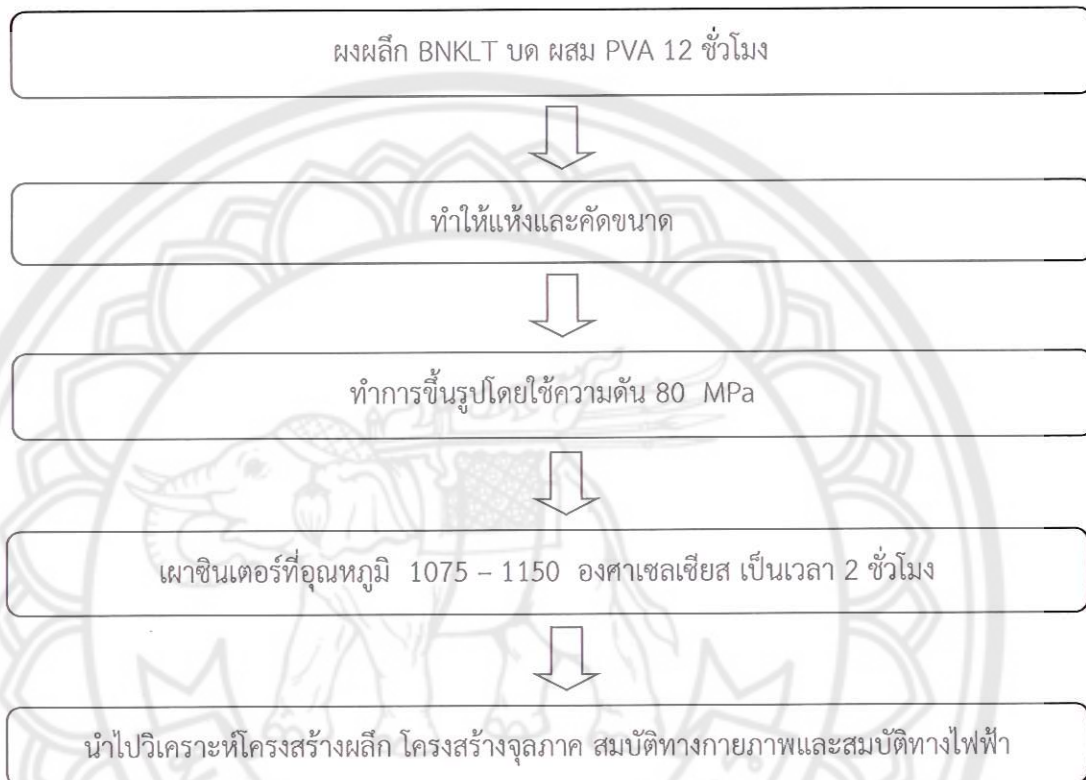 ผงผลึก BNKLT บด ผสม PVA 12 ชั่วโมง
ทำให้แห้งและคัดขนาด
ทำการขึ้นรูปโดยใช้ความดัน 80 MPa
เผาซินเตอร์ที่อุณหภูมิ 1075 – 1150 องศาเซลเซียส เป็นเวลา 2 ชั่วโมง
นำไปวิเคราะห์โครงสร้างผลึก โครงสร้างจุลภาค สมบัติทางกายภาพและสมบัติทางไฟฟ้า